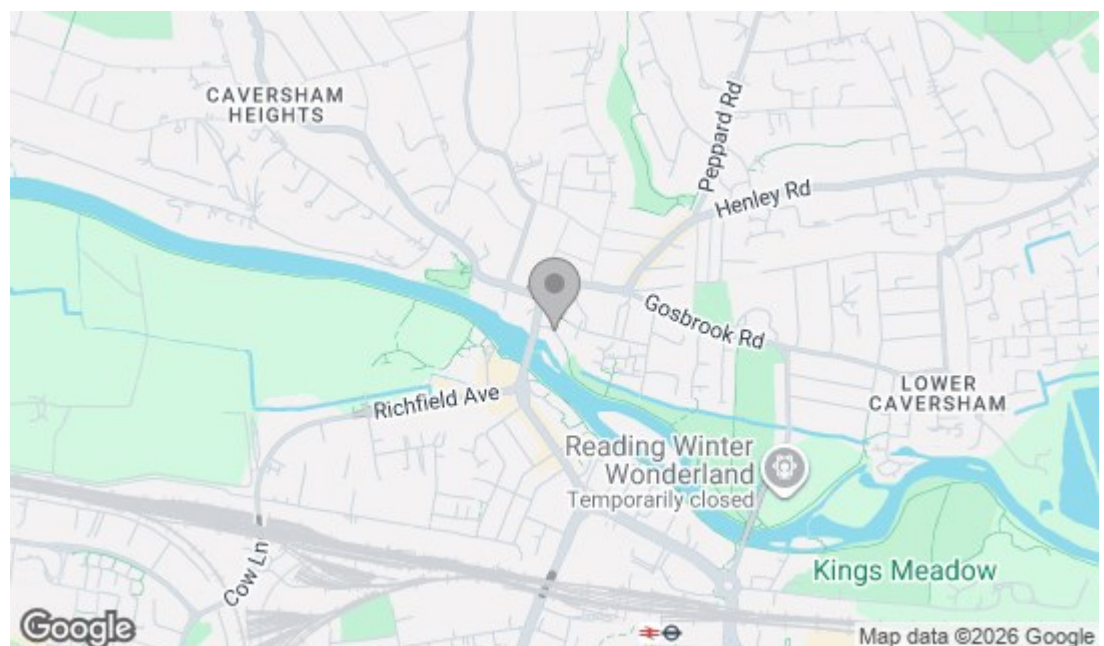 CAVERSHAM
HEIGHTS
Peppard Rd
Henley Rd
Gosbrook Rd
Richfield Ave
LOWER
CAVERSHAM
Reading Winter
Wonderland
Temporarily closed
Cow Ln
Kings Meadow
Google
Map data ©2026 Google